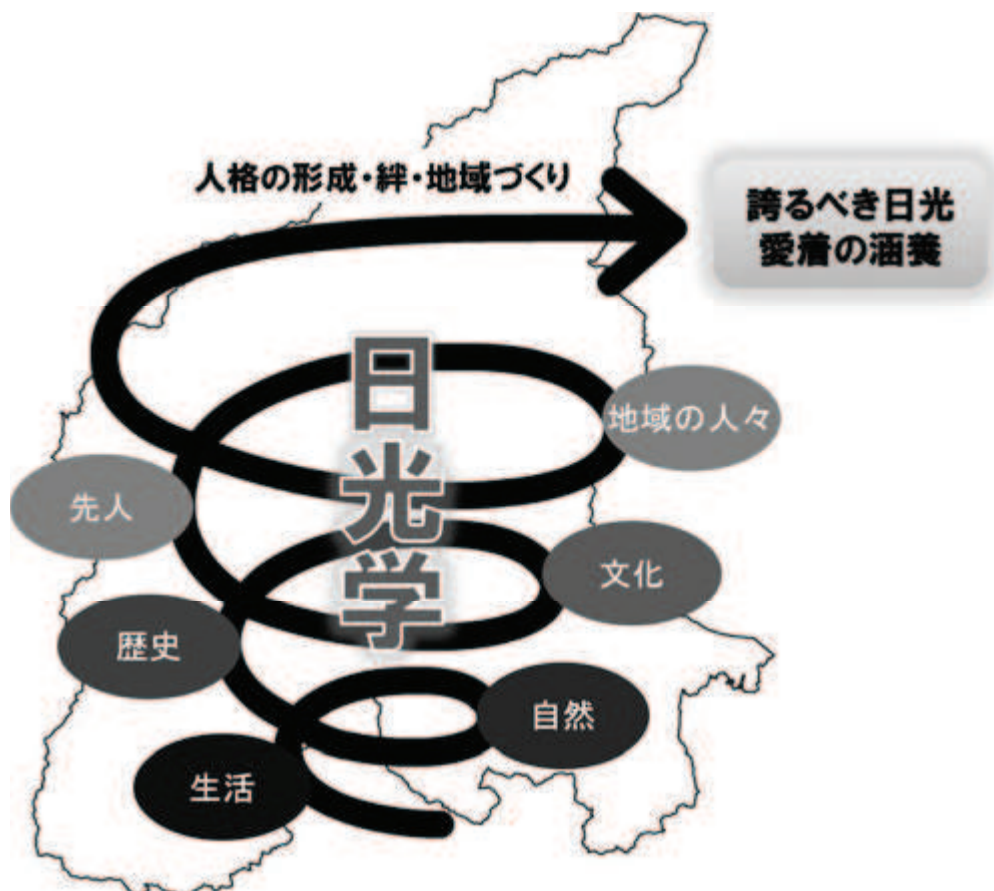 人格の形成・絆・地域づくり
誇るべき日光
愛着の涵養
日光学
地域の人々
先人
文化
歴史
自然
生活